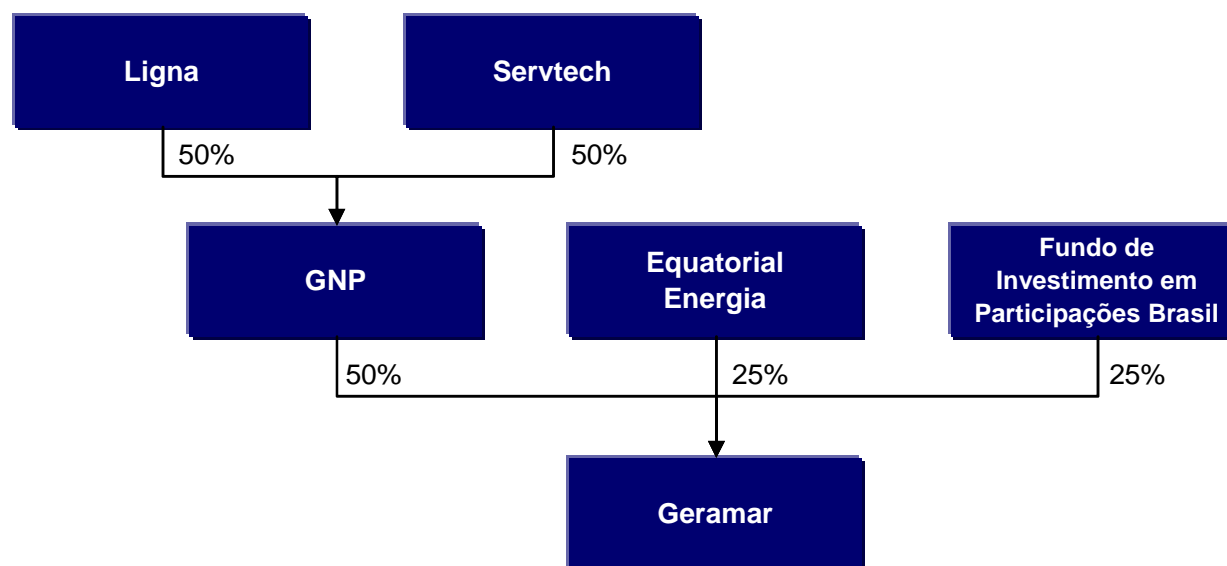 Ligna
Servtech
50%
50%
GNP
Equatorial
Energia
Fundo de
Investimento em
Participações Brasil
50%
25%
25%
Geramar